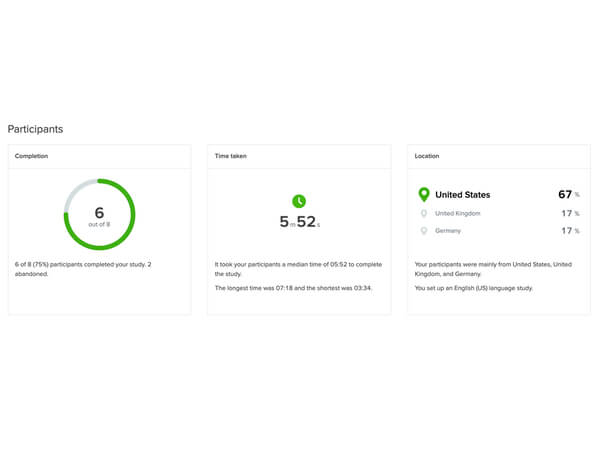 Participants
Completion
6
out of 8
6 of 8 (75%) participants completed your study. 2
abandoned.
Time taken
5 m 52 s
It took your participants a median time of 05:52 to complete
the study.
The longest time was 07:18 and the shortest was 03:34.
Location
United States 67 %
United Kingdom 17 %
Germany 17 %
Your participants were mainly from United States, United
Kingdom, and Germany.
You set up an English (US) language study.